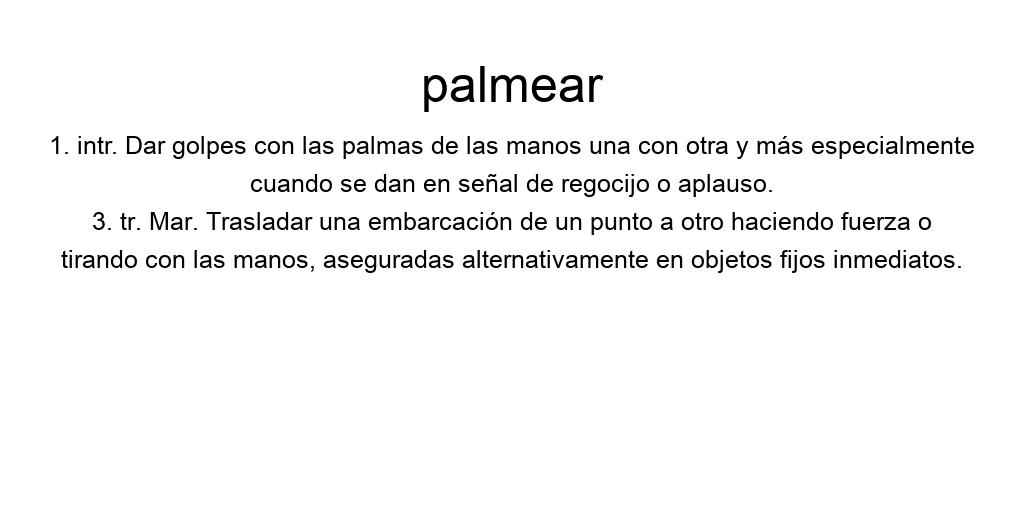 palmear
1. intr. Dar golpes con las palmas de las manos una con otra y más especialmente
cuando se dan en señal de regocijo o aplauso.
3. tr. Mar. Trasladar una embarcación de un punto a otro haciendo fuerza o
tirando con las manos, aseguradas alternativamente en objetos fijos inmediatos.